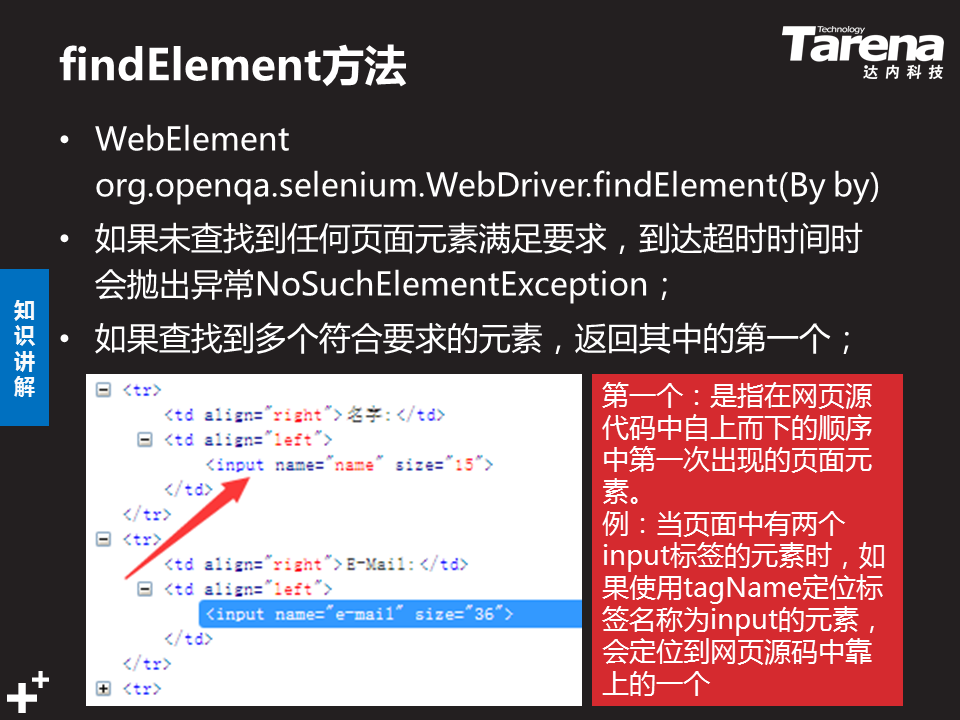 findElement方法
Technology
Tarena
达内科技
• WebElement
org.openqa.selenium.WebDriver.findElement(By by)
• 如果未查找到任何页面元素满足要求，到达超时时间时
会抛出异常NoSuchElementException；
• 如果查找到多个符合要求的元素，返回其中的第一个；
知识讲解
<tr>
<td align="right">名字:</td>
<td align="left">
<input name="name" size="15">
</td>
</tr>
<tr>
<td align="right">E-Mail:</td>
<td align="left">
<input name="e-mail" size="36">
</td>
</tr>
<tr>
第一个：是指在网页源
代码中自上而下的顺序
中第一次出现的页面元
素。
例：当页面中有两个
input标签的元素时，如
果使用tagName定位标
签名称为input的元素，
会定位到网页源码中靠
上的一个